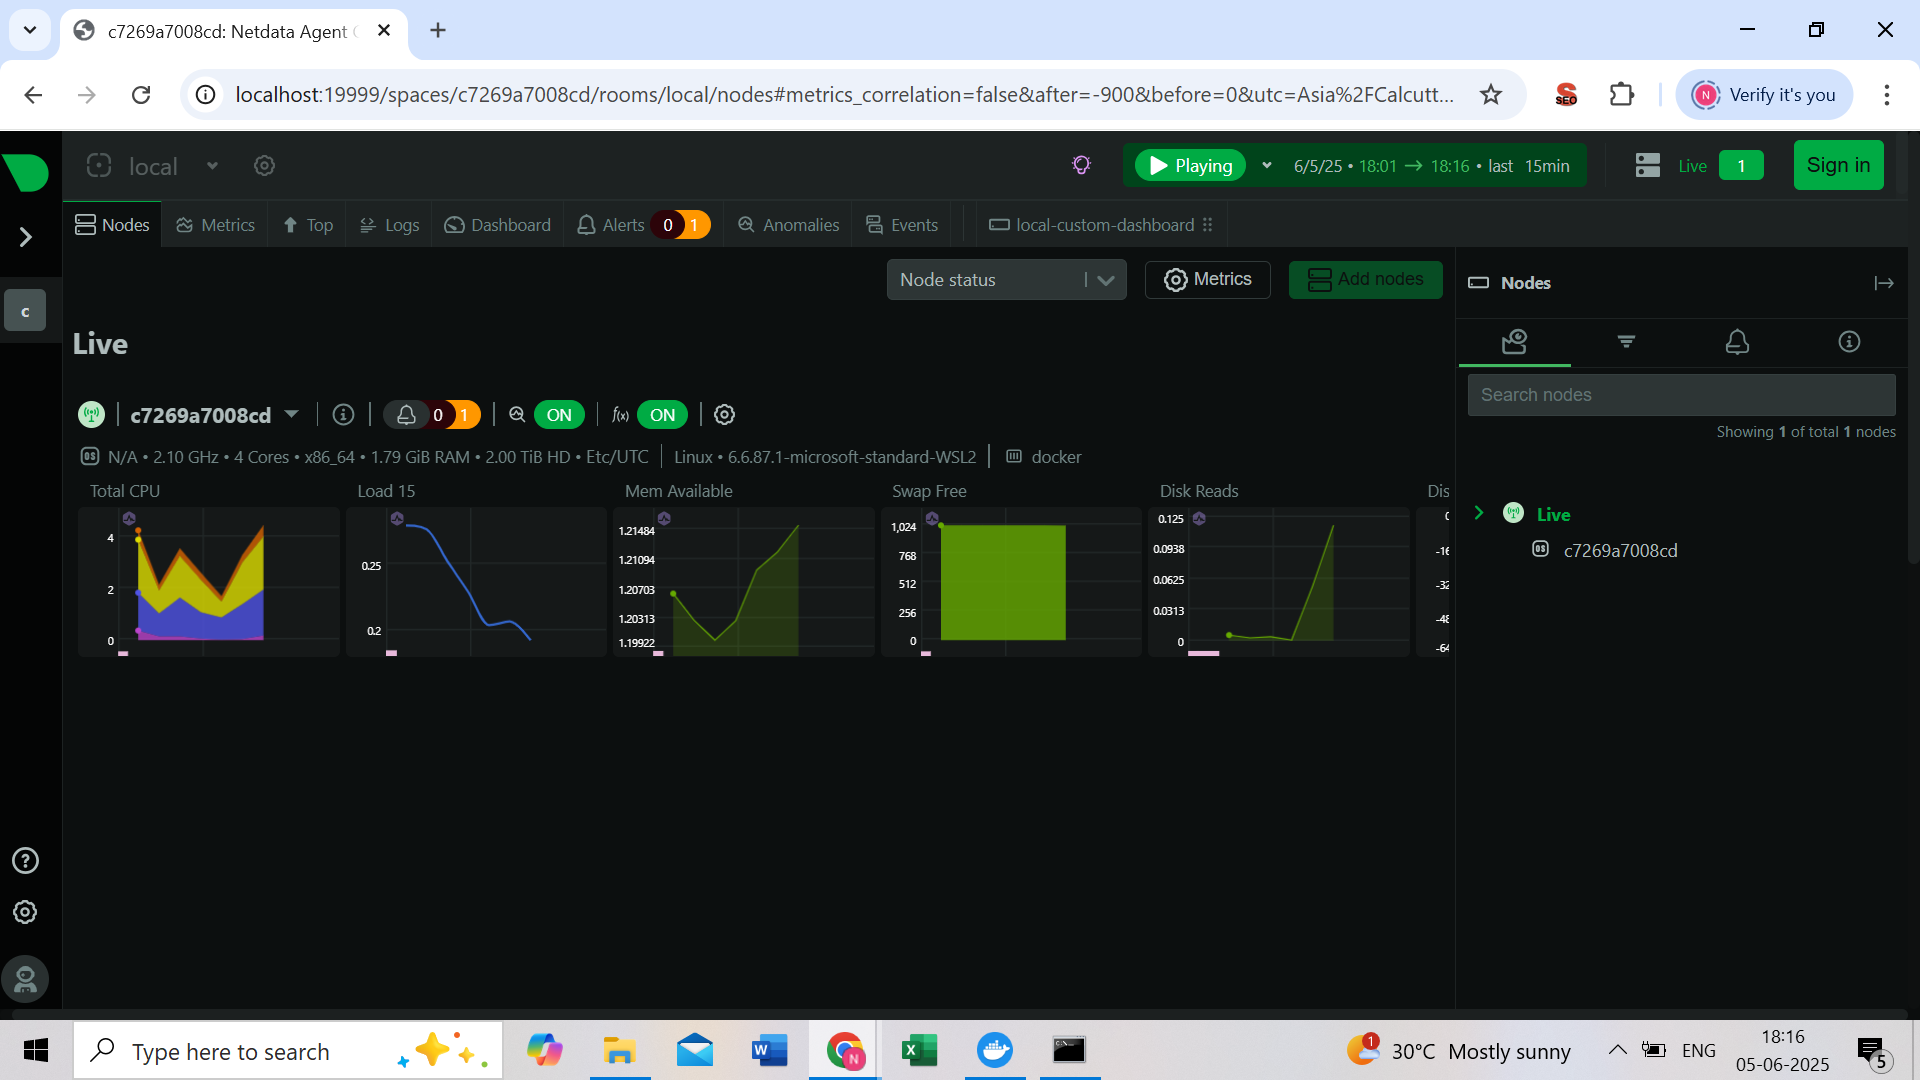 c7269a7008cd: Netdata Agent
localhost:19999/spaces/c7269a7008cd/rooms/local/nodes#metrics_correlation=false&after=-900&before=0&utc=Asia%2FCalcutt...
SEO
N
Verify it's you
local
Playing
6/5/25 • 18:01 → 18:16 • last 15min
Live
1
Sign in
Nodes
Metrics
Top
Logs
Dashboard
Alerts
0
1
Anomalies
Events
local-custom-dashboard
Node status
Metrics
Add nodes
Nodes
c
Live
Search nodes
Showing 1 of total 1 nodes
c7269a7008cd
0
1
ON
f(x)
ON
OS
N/A • 2.10 GHz • 4 Cores • x86_64 • 1.79 GiB RAM • 2.00 TiB HD • Etc/UTC
Linux • 6.6.87.1-microsoft-standard-WSL2
docker
Total CPU
4
2
0
Load 15
0.25
0.2
Mem Available
1.21484
1.21094
1.20703
1.20313
1.19922
Swap Free
1,024
768
512
256
0
Disk Reads
0.125
0.0938
0.0625
0.0313
0
Dis
0
-16
-32
-48
-64
Live
OS
c7269a7008cd
Type here to search
W
N
X
C:\
1
30°C Mostly sunny
ENG
18:16
05-06-2025
5